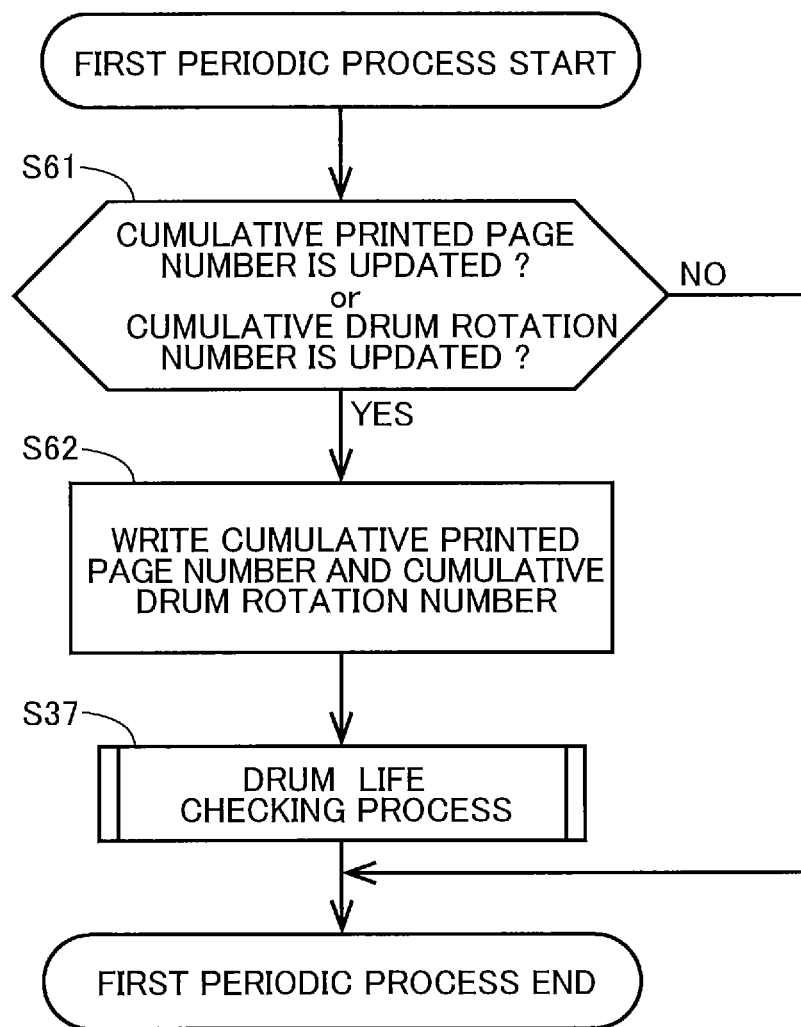 FIRST PERIODIC PROCESS START
S61
CUMULATIVE PRINTED PAGE
NUMBER IS UPDATED ?
or
CUMULATIVE DRUM ROTATION
NUMBER IS UPDATED ?
NO
YES
S62
WRITE CUMULATIVE PRINTED
PAGE NUMBER AND CUMULATIVE
DRUM ROTATION NUMBER
S37
DRUM LIFE
CHECKING PROCESS
FIRST PERIODIC PROCESS END